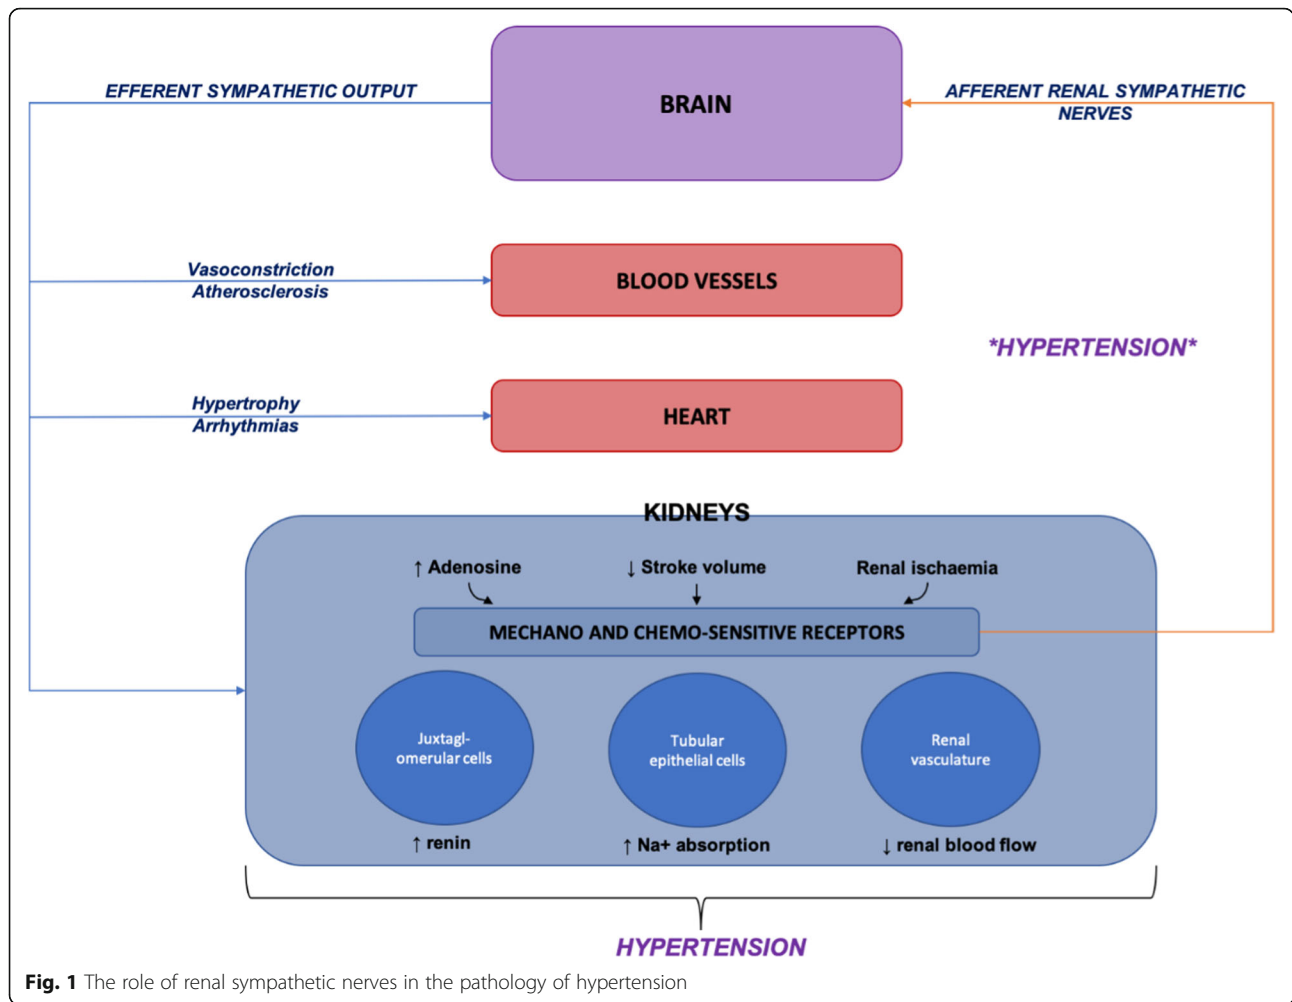 BRAIN
EFFERENT SYMPATHETIC OUTPUT
AFFERENT RENAL SYMPATHETIC
NERVES
Vasoconstriction
Atherosclerosis
BLOOD VESSELS
*HYPERTENSION*
Hypertrophy
Arrhythmias
HEART
KIDNEYS
↑ Adenosine
↓ Stroke volume
Renal ischaemia
MECHANO AND CHEMO-SENSITIVE RECEPTORS
Juxtagl-
omerular cells
Tubular
epithelial cells
Renal
vasculature
↑ renin
↑ Na+ absorption
↓ renal blood flow
HYPERTENSION
Fig. 1 The role of renal sympathetic nerves in the pathology of hypertension